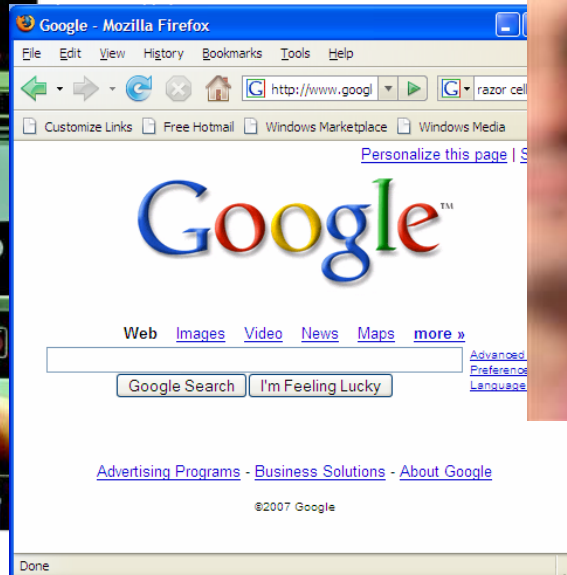 Google - Mozilla Firefox
File Edit View History Bookmarks Tools Help
G http://www.googl G razor cell
Customize Links Free Hotmail Windows Marketplace Windows Media
Personalize this page | S
Google™
Web Images Video News Maps more »
Advanced
Preference
Language
Google Search I'm Feeling Lucky
Advertising Programs - Business Solutions - About Google
©2007 Google
Done